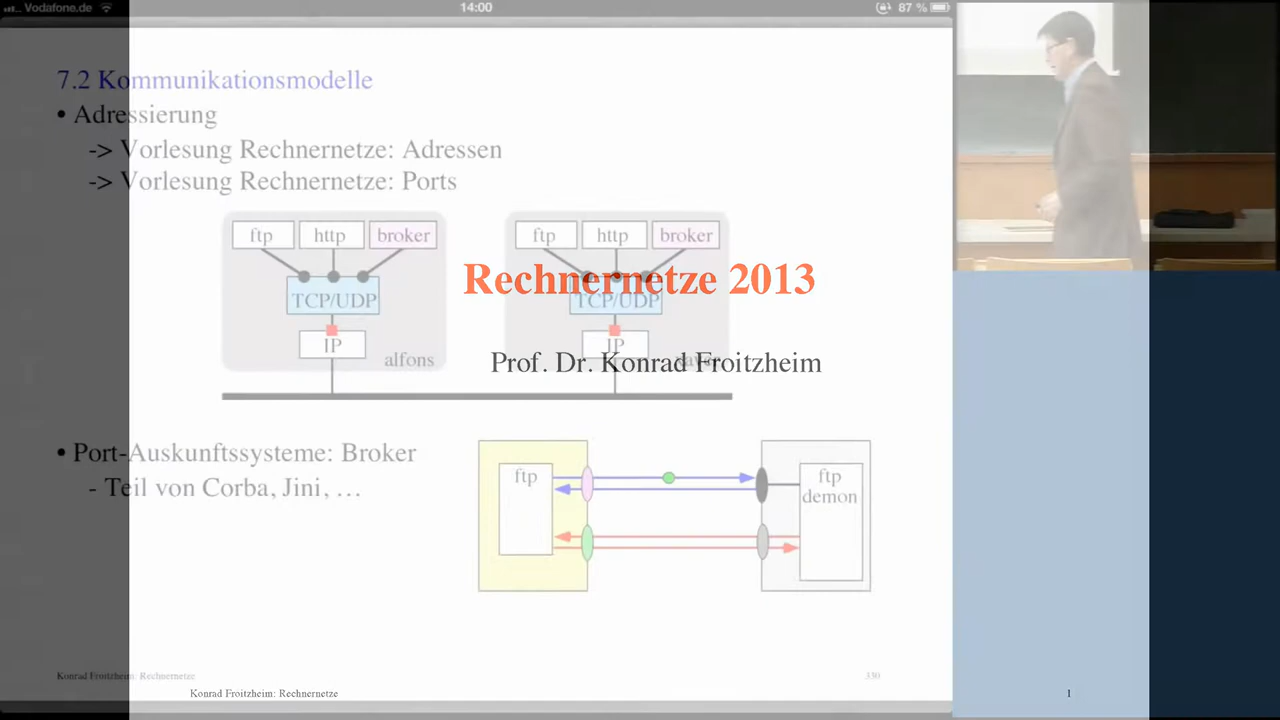 Vodafone.de
14:00
87 %
7.2 Kommunikationsmodelle
• Adressierung
-> Vorlesung Rechnernetze: Adressen
-> Vorlesung Rechnernetze: Ports
ftp http broker
ftp http broker
TCP/UDP
TCP/UDP
Rechnernetze 2013
IP
IP
alfons
Prof. Dr. Konrad Froitzheim
• Port-Auskunftssysteme: Broker
- Teil von Corba, Jini, …
ftp
ftp
demon
Konrad Froitzheim: Rechnernetze
330
Konrad Froitzheim: Rechnernetze
1